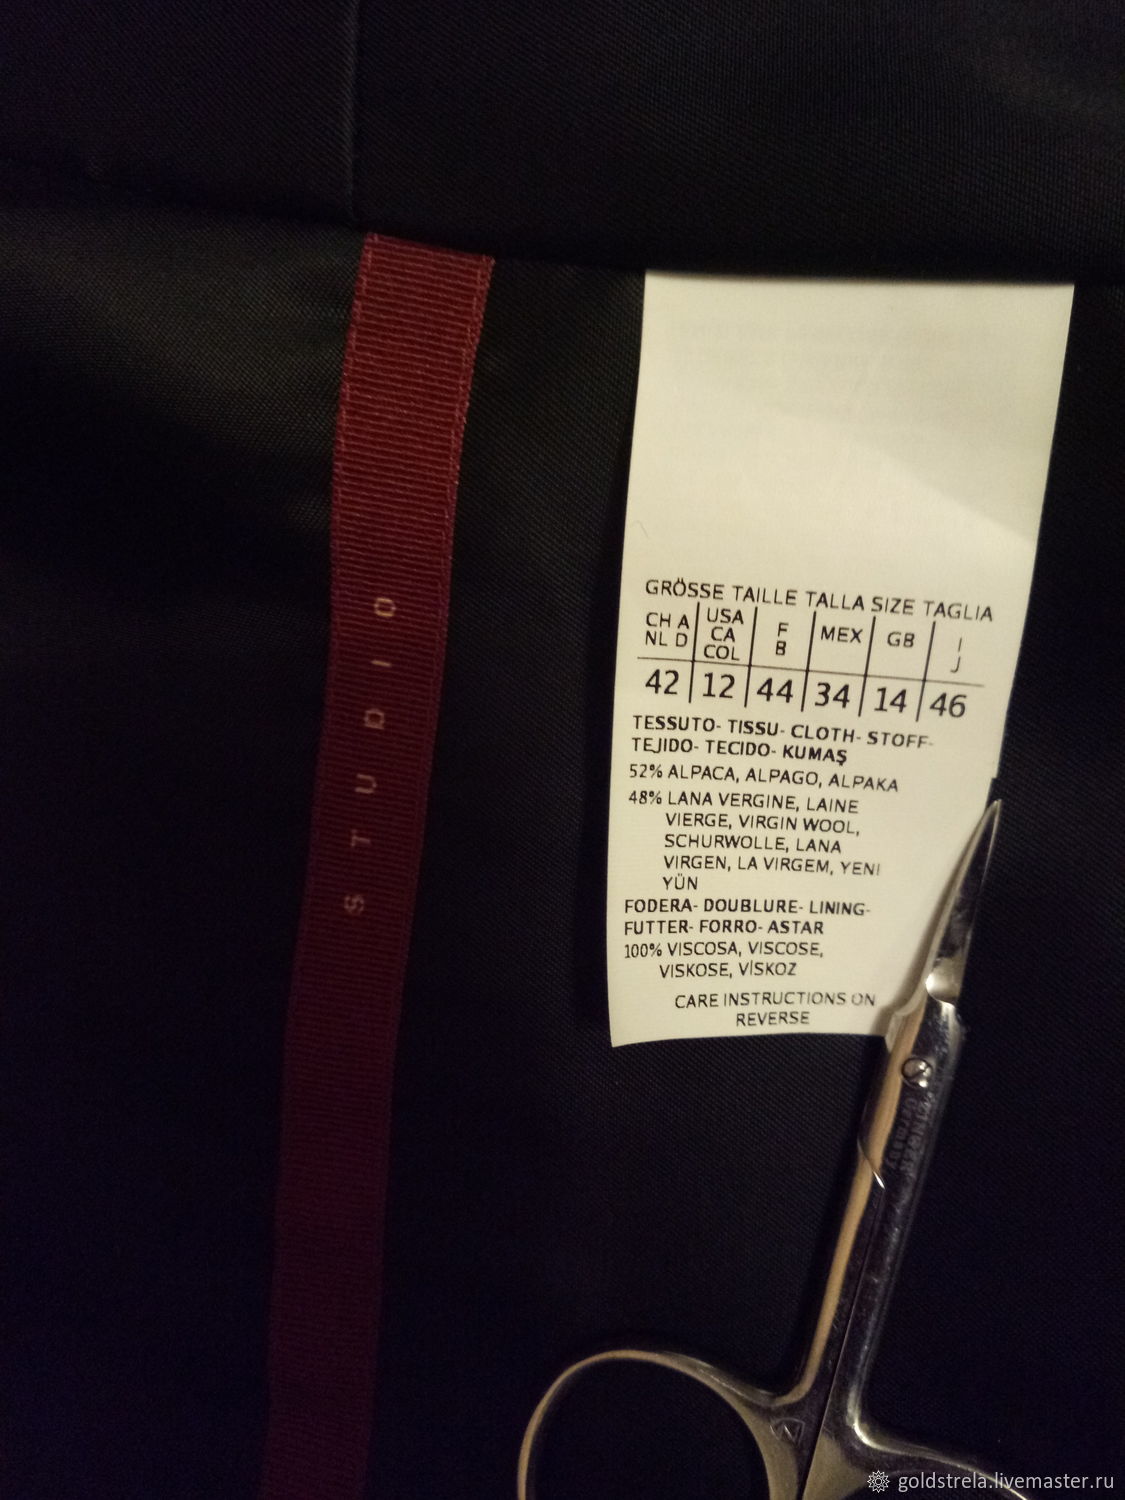 STUDIO
GRÖSSE TAILLE TALLA SIZE TAGLIA
CH A NL D | USA CA COL | F B | MEX | GB | I J
42 | 12 | 44 | 34 | 14 | 46
TESSUTO- TISSU- CLOTH- STOFF-
TEJIDO- TECIDO- KUMAŞ
52% ALPACA, ALPAGO, ALPAKA
48% LANA VERGINE, LAINE
VIERGE, VIRGIN WOOL,
SCHURWOLLE, LANA
VIRGEN, LA VIRGEM, YENI
YÜN
FODERA- DOUBLURE- LINING-
FUTTER- FORRO- ASTAR
100% VISCOSA, VISCOSE,
VISKOSE, VİSKOZ
CARE INSTRUCTIONS ON
REVERSE
Germany
goldstrela.livemaster.ru